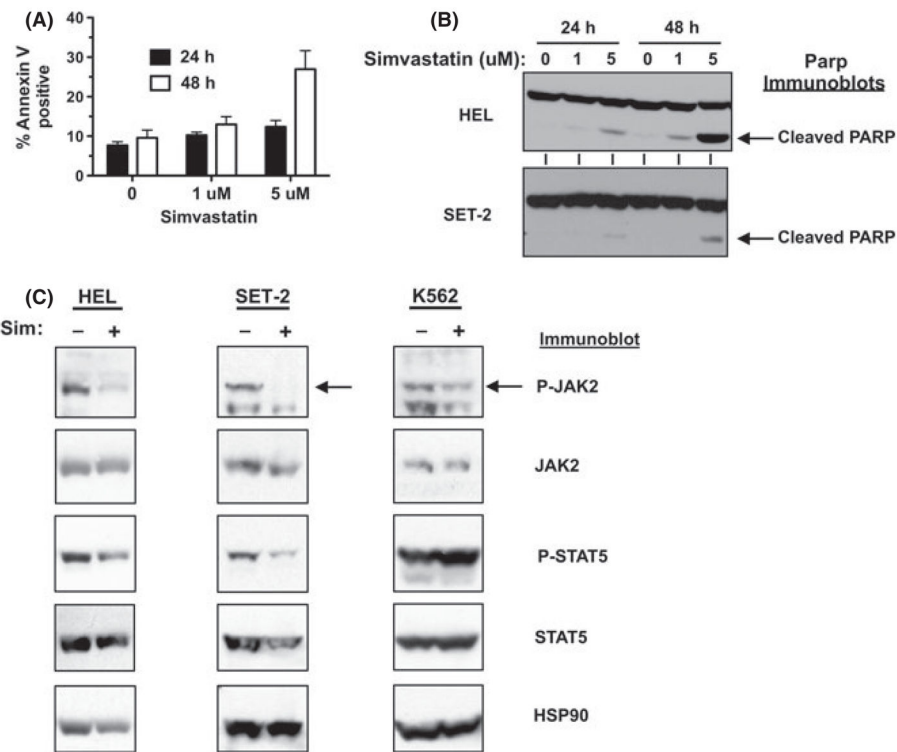 (A)
40
30
20
10
0
% Annexin V
positive
24 h
48 h
0 1 uM 5 uM
Simvastatin
(B)
24 h 48 h
Simvastatin (uM): 0 1 5 0 1 5
Parp
Immunoblots
HEL
Cleaved PARP
SET-2
Cleaved PARP
(C)
HEL SET-2 K562
Sim: – + – + – +
Immunoblot
P-JAK2
JAK2
P-STAT5
STAT5
HSP90